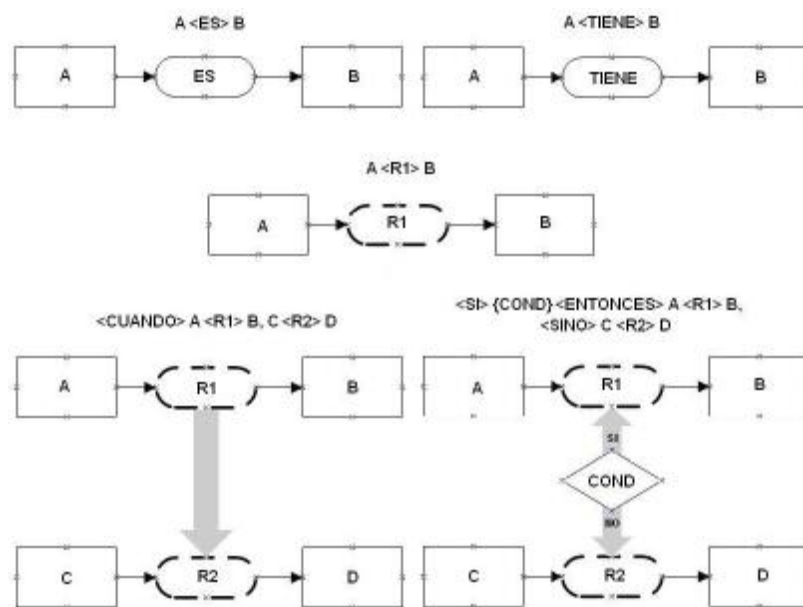 A <ES> B
A <TIENE> B
A ES B
A TIENE B
A <R1> B
A R1 B
<CUANDO> A <R1> B, C <R2> D
<SI> {COND} <ENTONCES> A <R1> B,
<SINO> C <R2> D
A R1 B
A R1 B
SI
COND
NO
C R2 D
C R2 D